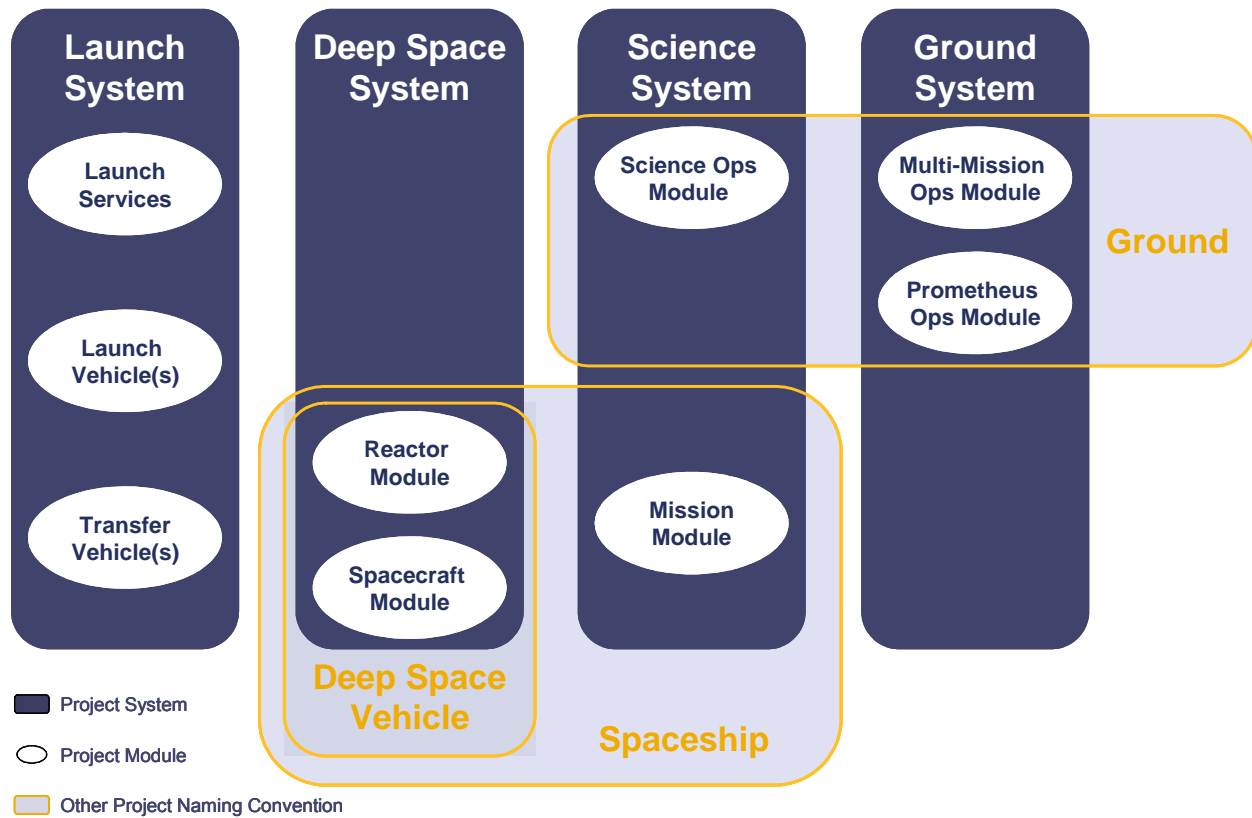 Launch
System
Launch
Services
Launch
Vehicle(s)
Transfer
Vehicle(s)
Deep Space
System
Reactor
Module
Spacecraft
Module
Deep Space
Vehicle
Science
System
Science Ops
Module
Mission
Module
Spaceship
Ground
System
Multi-Mission
Ops Module
Prometheus
Ops Module
Ground
Project System
Project Module
Other Project Naming Convention